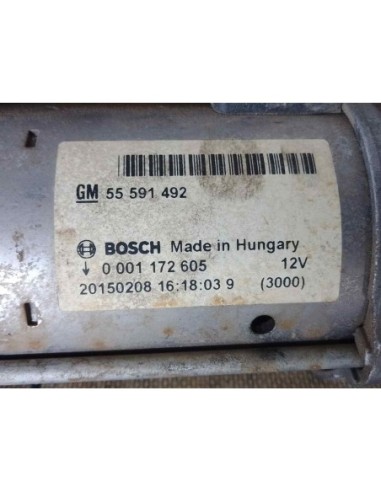 GM 55 591 492
BOSCH Made in Hungary
0 001 172 605 12V
20150208 16:18:03 9 (3000)